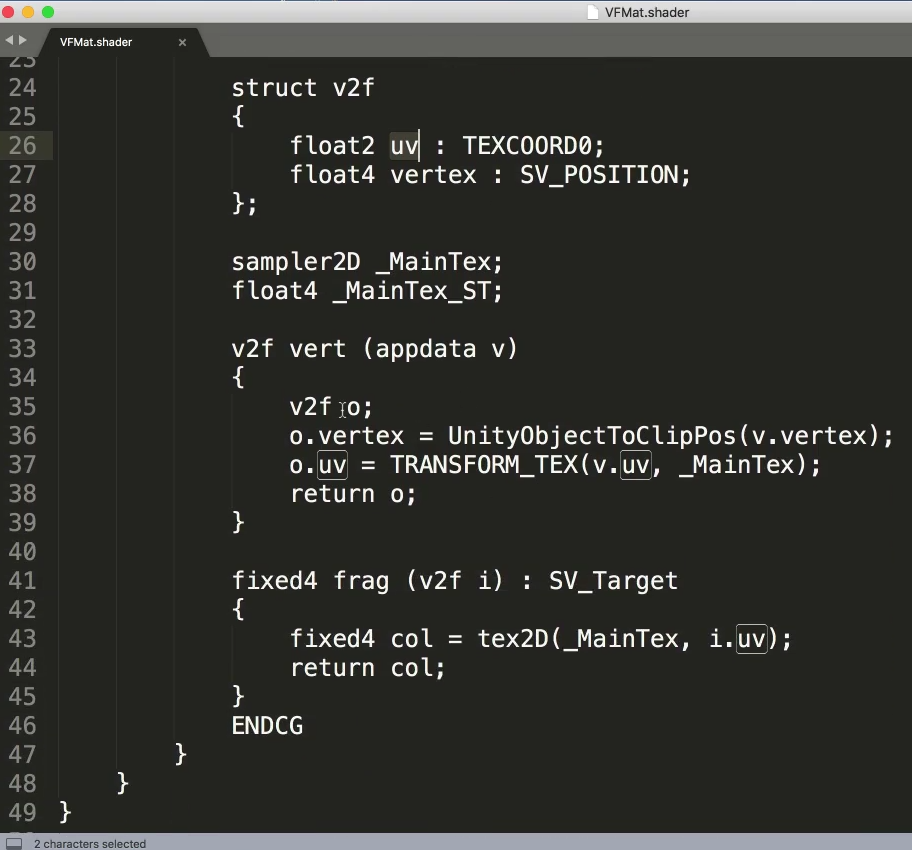 VFMat.shader
VFMat.shader ×
23
24 struct v2f
25 {
26 float2 uv : TEXCOORD0;
27 float4 vertex : SV_POSITION;
28 };
29
30 sampler2D _MainTex;
31 float4 _MainTex_ST;
32
33 v2f vert (appdata v)
34 {
35 v2f o;
36 o.vertex = UnityObjectToClipPos(v.vertex);
37 o.uv = TRANSFORM_TEX(v.uv, _MainTex);
38 return o;
39 }
40
41 fixed4 frag (v2f i) : SV_Target
42 {
43 fixed4 col = tex2D(_MainTex, i.uv);
44 return col;
45 }
46 ENDCG
47 }
48 }
49 }
2 characters selected